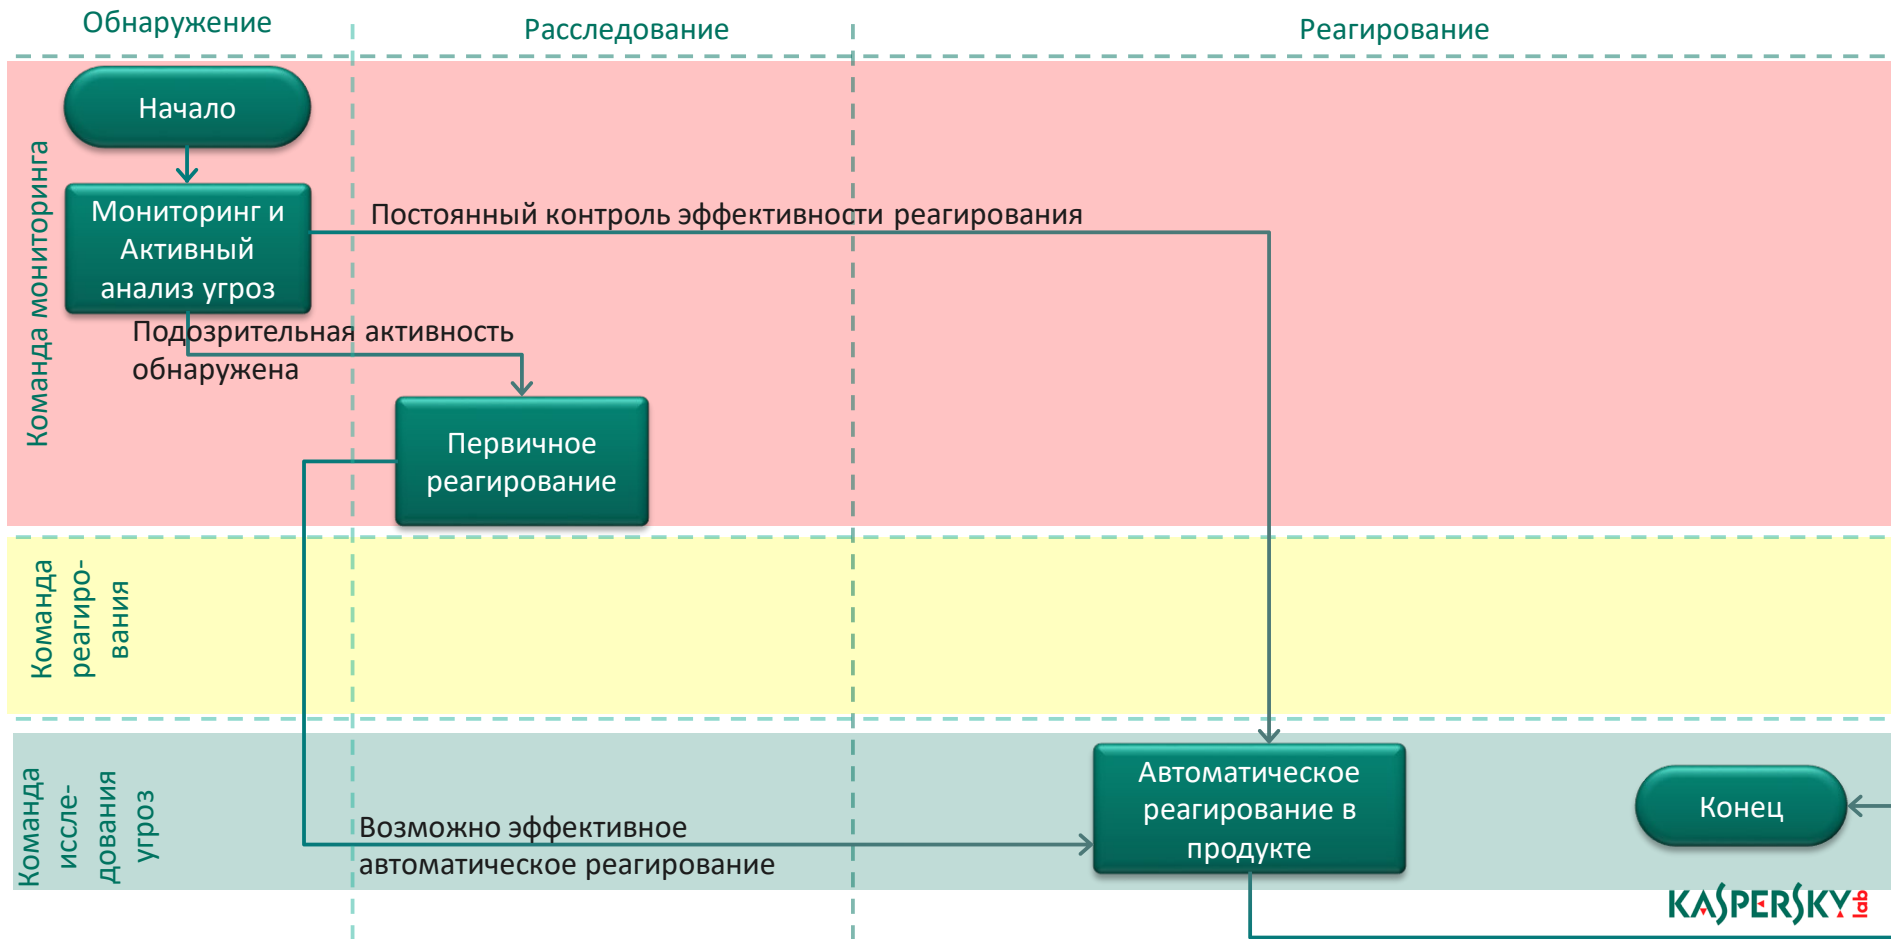 Обнаружение
Расследование
Реагирование
Команда мониторинга
Начало
Мониторинг и
Активный
анализ угроз
Постоянный контроль эффективности реагирования
Подозрительная активность
обнаружена
Первичное
реагирование
Команда
реагиро-
вания
Команда
иссле-
дования
угроз
Возможно эффективное
автоматическое реагирование
Автоматическое
реагирование в
продукте
Конец
KASPERSKY lab